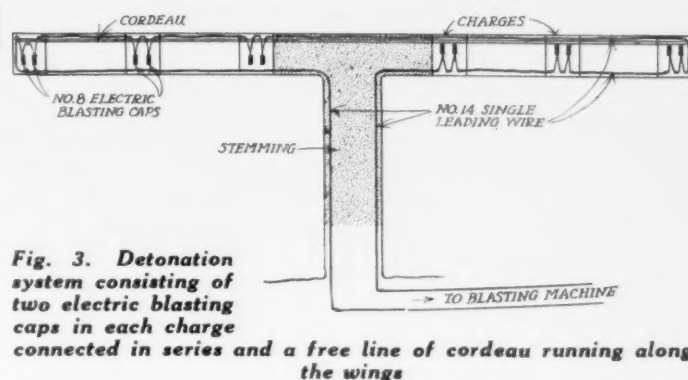 CORDEAU
CHARGES
NO. 8 ELECTRIC
BLASTING CAPS
NO. 14 SINGLE
LEADING WIRE
STEMMING
TO BLASTING MACHINE
Fig. 3. Detonation
system consisting of
two electric blasting
caps in each charge
connected in series and a free line of cordeau running along
the wings